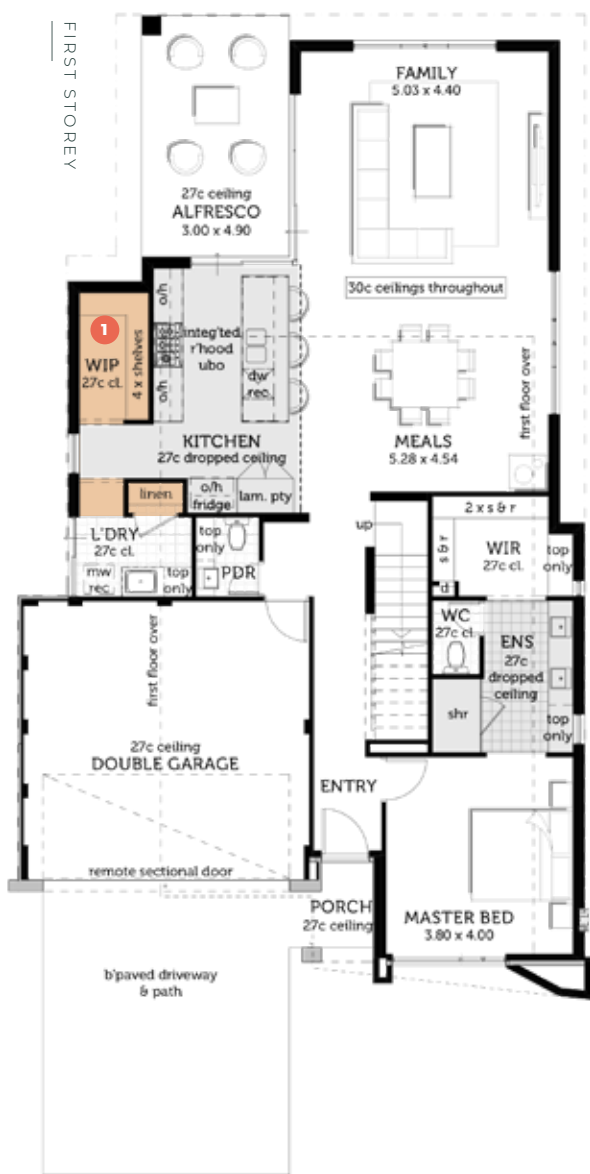 FIRST STOREY
FAMILY
5.03 x 4.40
27c ceiling
ALFRESCO
3.00 x 4.90
30c ceilings throughout
1
WIP
27c cl.
4 x shelves
o/h
o/h
integ'ted
r'hood
ubo
dw
rec
KITCHEN
27c dropped ceiling
MEALS
5.28 x 4.54
first floor over
linen
o/h
fridge
lam. pty
L'DRY
27c cl.
mw
rec
top
only
top
only
PDR
up
2 x s & r
s & r
WIR
27c cl.
top
only
d
WC
27c cl
ENS
27c
dropped
ceiling
shr
top
only
first floor over
27c ceiling
DOUBLE GARAGE
remote sectional door
ENTRY
PORCH
27c ceiling
MASTER BED
3.80 x 4.00
b'paved driveway
& path